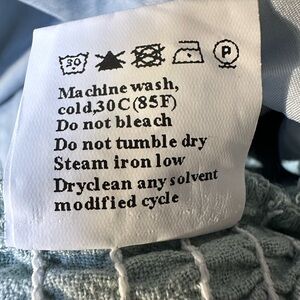 30 P
Machine wash,
cold,30C(85F)
Do not bleach
Do not tumble dry
Steam iron low
Dryclean any solvent
modified cycle